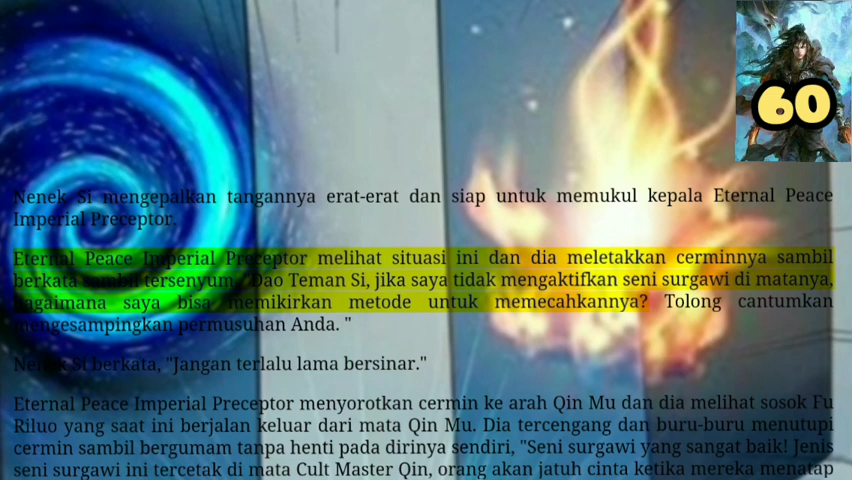 60
Nenek Si mengepalkan tangannya erat-erat dan siap untuk memukul kepala Eternal Peace
Imperial Preceptor.
Eternal Peace Imperial Preceptor melihat situasi ini dan dia meletakkan cerminnya sambil
berkata sambil tersenyum, "Dao Teman Si, jika saya tidak mengaktifkan seni surgawi di matanya,
bagaimana saya bisa memikirkan metode untuk memecahkannya? Tolong cantumkan
mengesampingkan permusuhan Anda. "
Nenek Si berkata, "Jangan terlalu lama bersinar."
Eternal Peace Imperial Preceptor menyorotkan cermin ke arah Qin Mu dan dia melihat sosok Fu
Riluo yang saat ini berjalan keluar dari mata Qin Mu. Dia tercengang dan buru-buru menutupi
cermin sambil bergumam tanpa henti pada dirinya sendiri, "Seni surgawi yang sangat baik! Jenis
seni surgawi ini tercetak di mata Cult Master Qin, orang akan jatuh cinta ketika mereka menatap